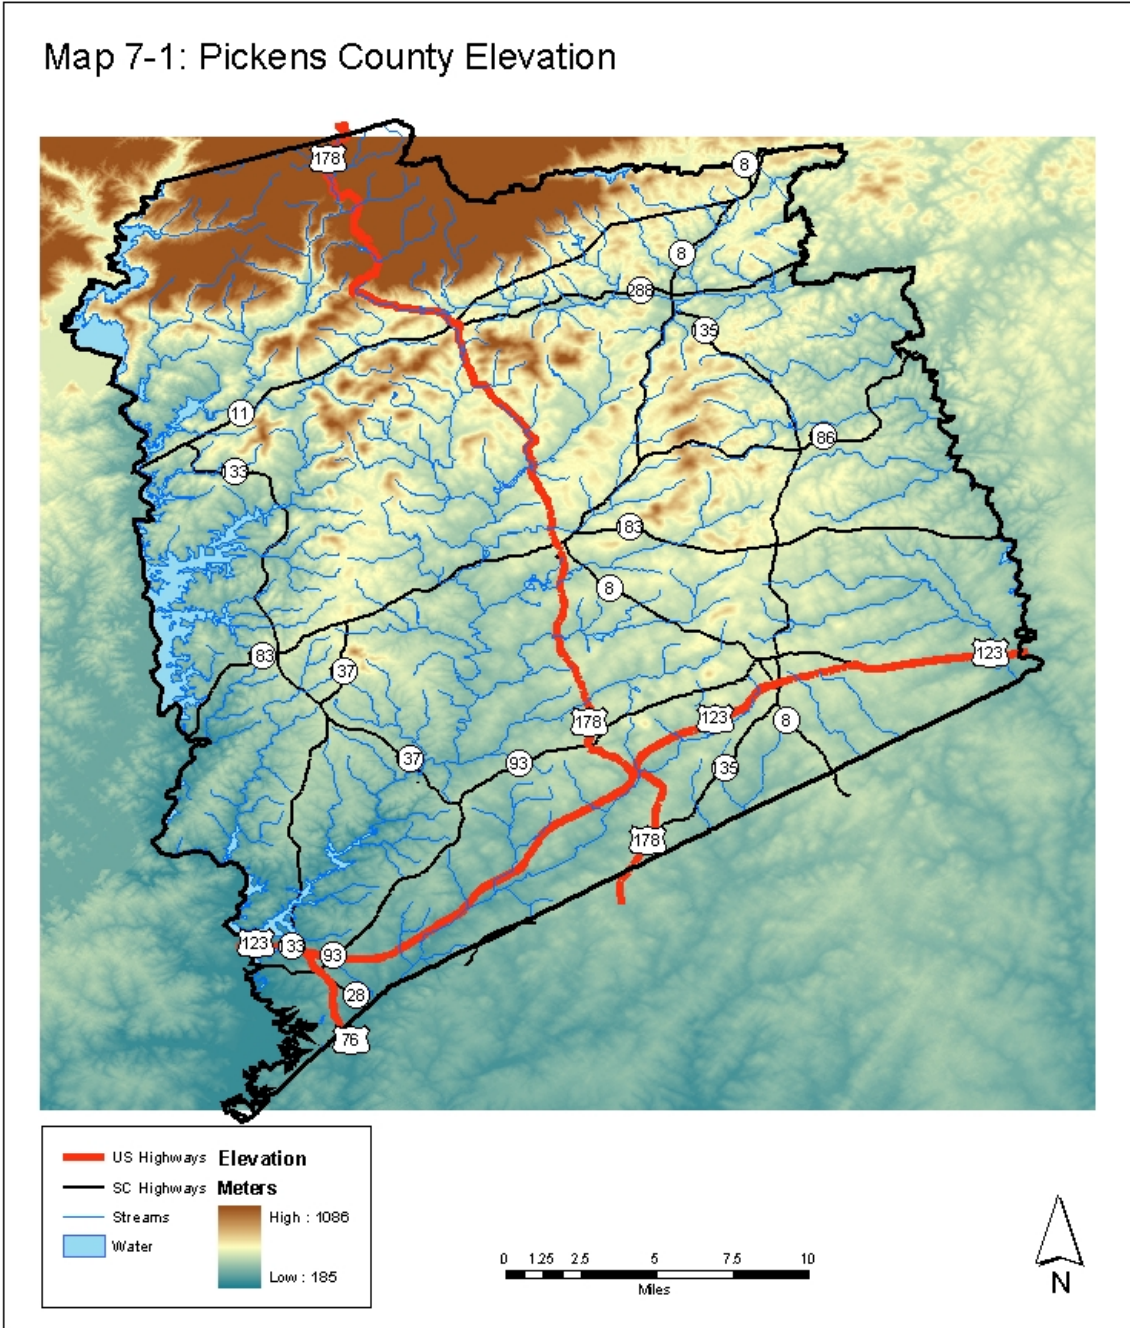 Map 7-1: Pickens County Elevation
178
8
8
288
135
11
86
133
183
8
83
37
123
178
123
8
37
93
135
178
123
133
93
28
76
US Highways
SC Highways
Streams
Water
Elevation
Meters
High : 1086
Low : 185
0 1.25 2.5 5 7.5 10
Miles
N